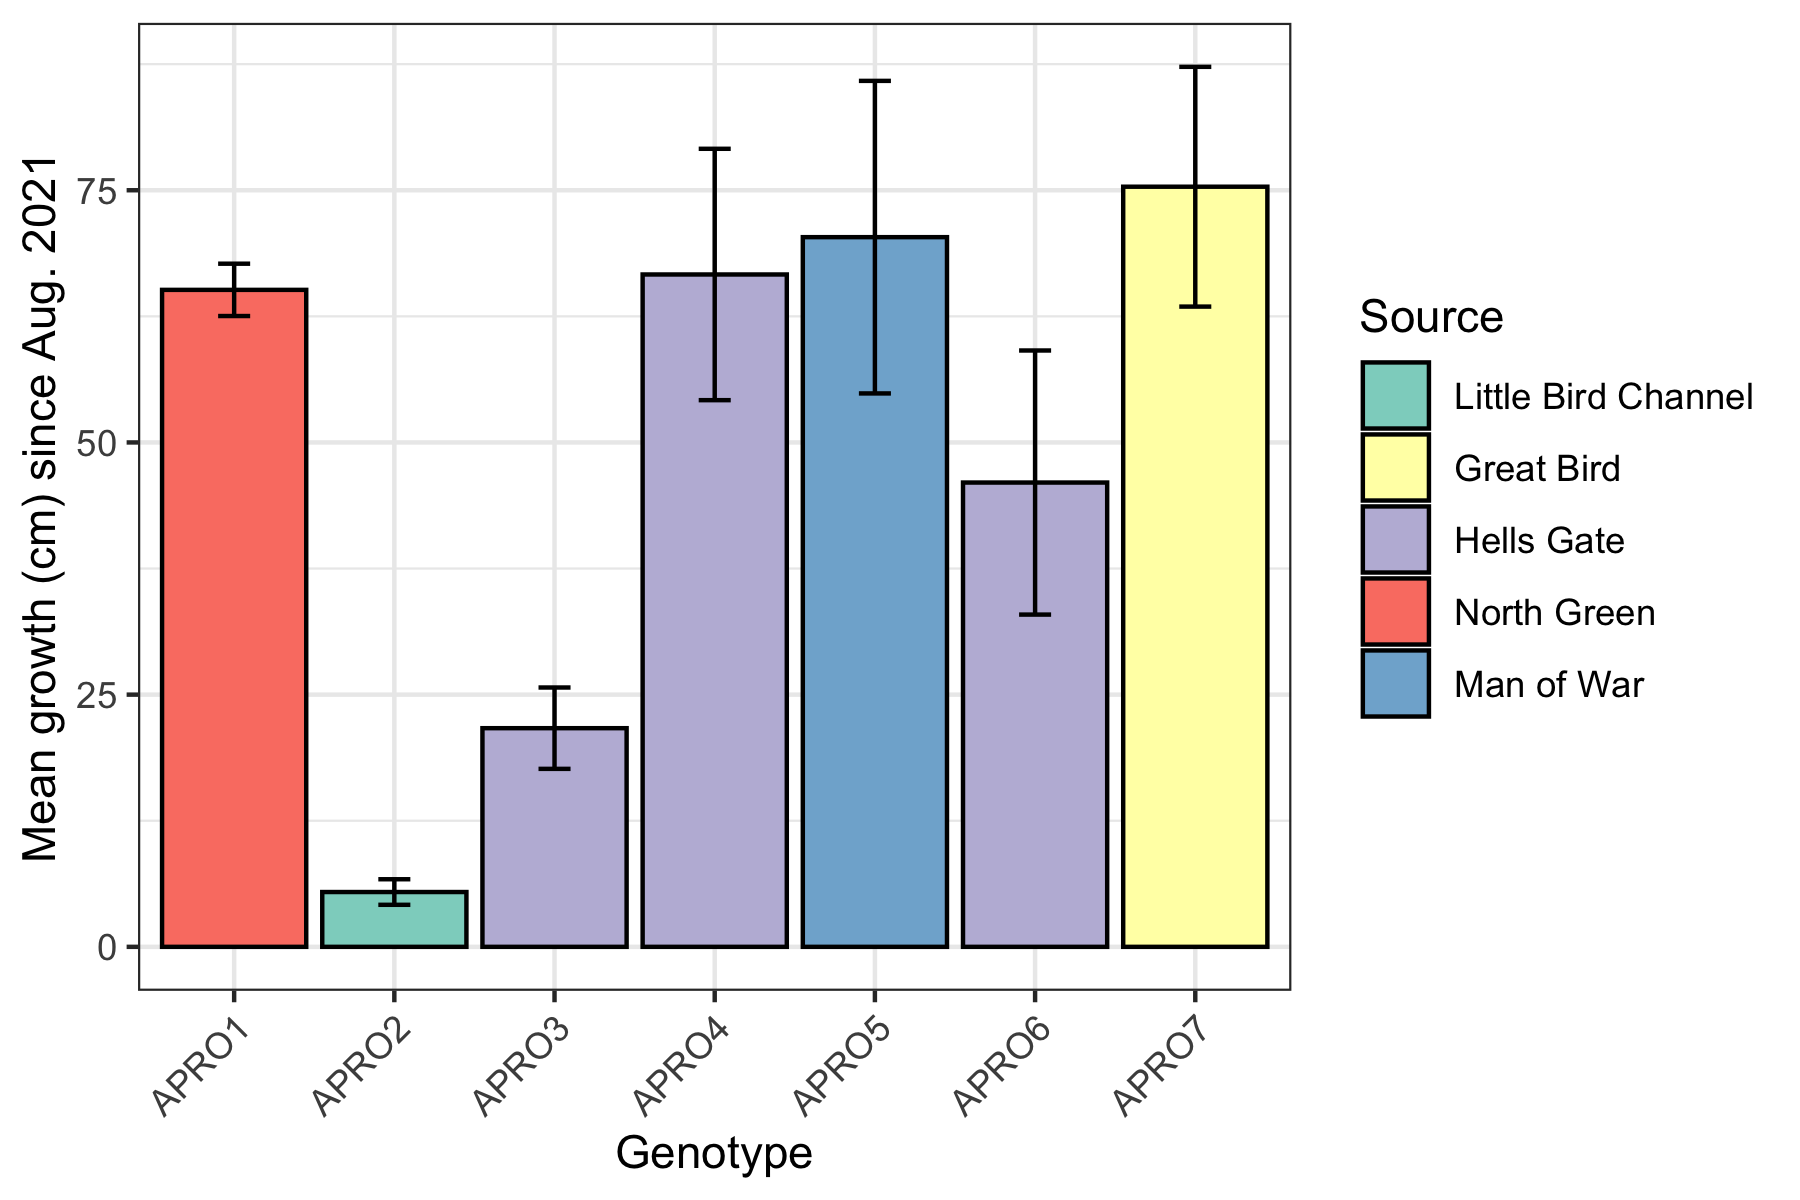 Mean growth (cm) since Aug. 2021
75
50
25
0
APRO1
APRO2
APRO3
APRO4
APRO5
APRO6
APRO7
Genotype
Source
Little Bird Channel
Great Bird
Hells Gate
North Green
Man of War